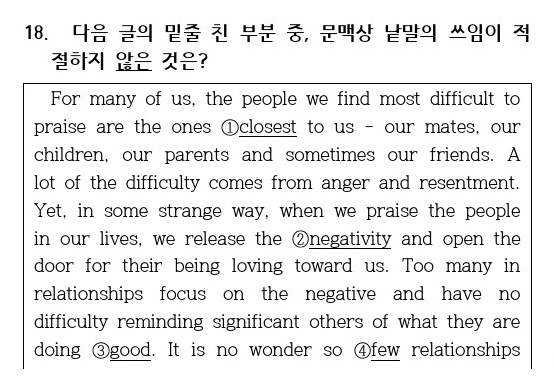 18. 다음 글의 밑줄 친 부분 중, 문맥상 낱말의 쓰임이 적
절하지 않은 것은?
For many of us, the people we find most difficult to
praise are the ones ①closest to us - our mates, our
children, our parents and sometimes our friends. A
lot of the difficulty comes from anger and resentment.
Yet, in some strange way, when we praise the people
in our lives, we release the ②negativity and open the
door for their being loving toward us. Too many in
relationships focus on the negative and have no
difficulty reminding significant others of what they are
doing ③good. It is no wonder so ④few relationships